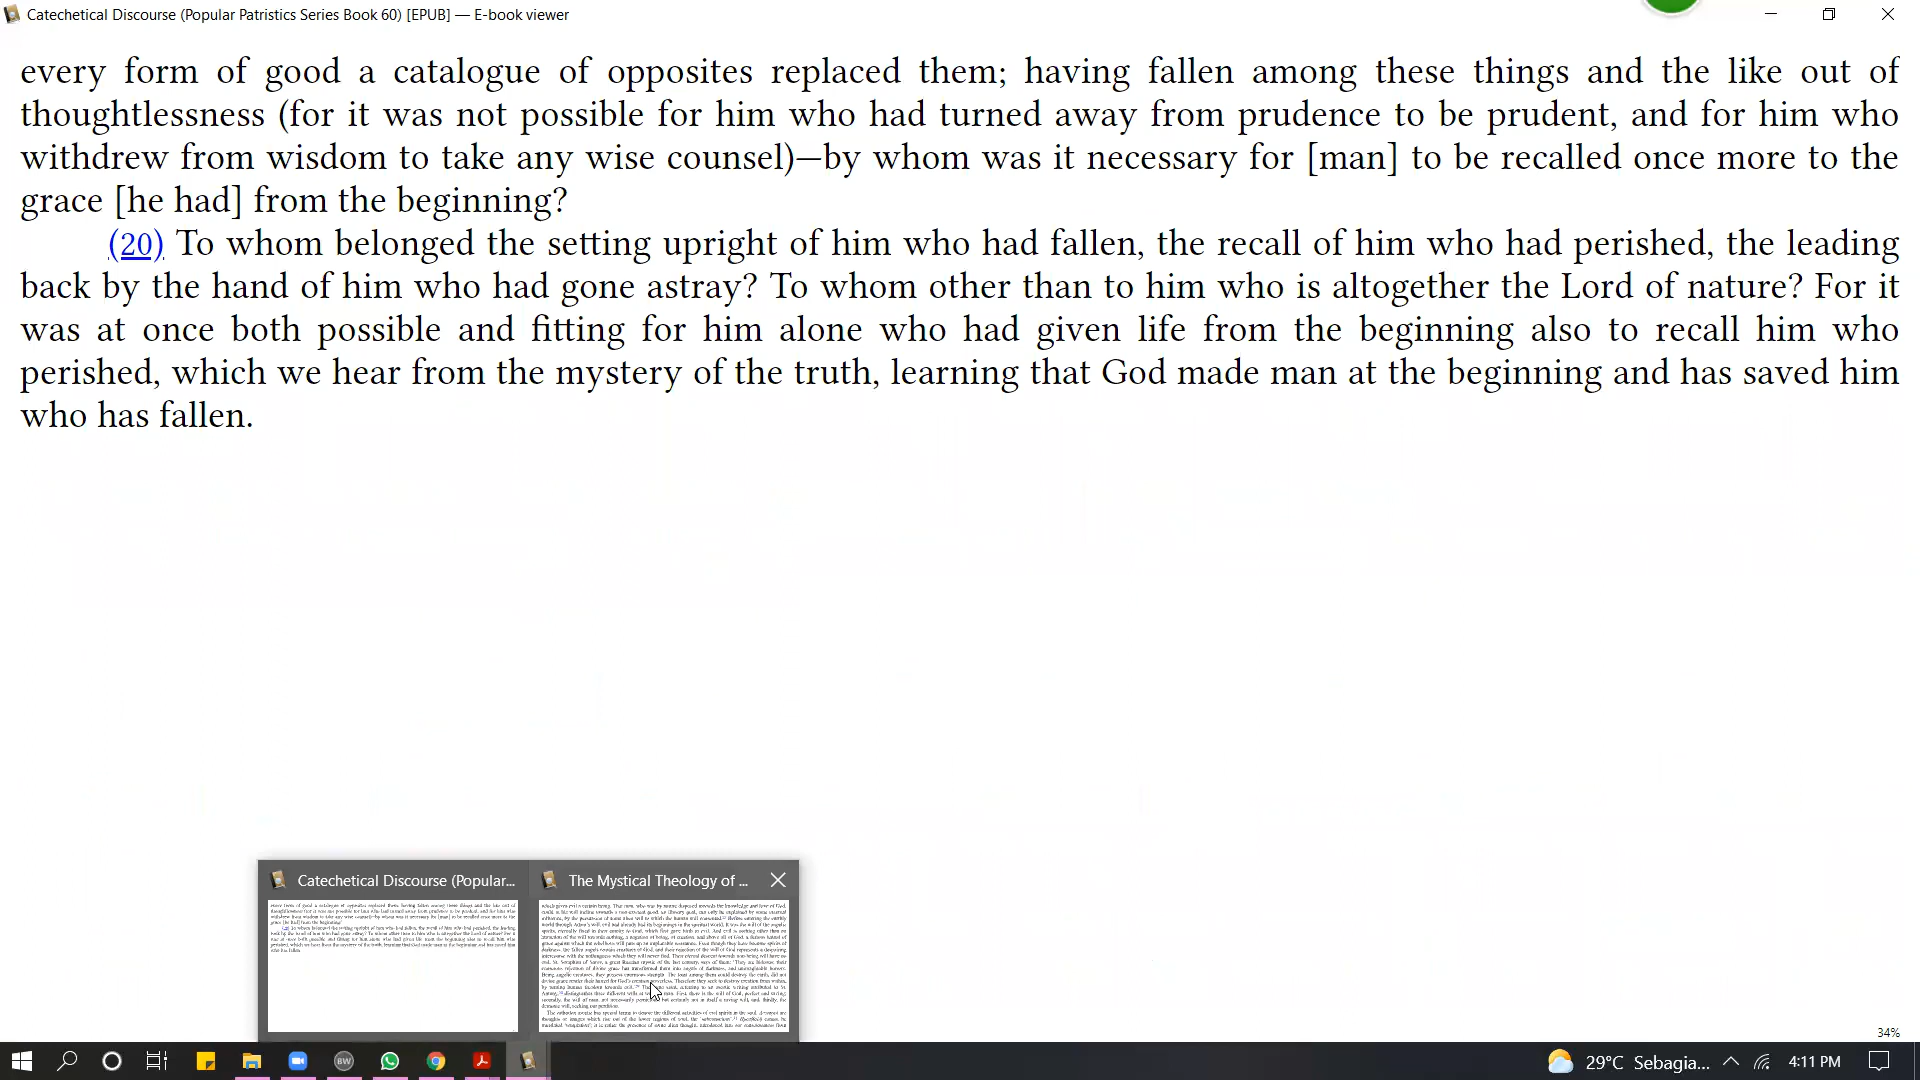 Catechetical Discourse (Popular Patristics Series Book 60) [EPUB] — E-book viewer
every form of good a catalogue of opposites replaced them; having fallen among these things and the like out of
thoughtlessness (for it was not possible for him who had turned away from prudence to be prudent, and for him who
withdrew from wisdom to take any wise counsel)—by whom was it necessary for [man] to be recalled once more to the
grace [he had] from the beginning?
(20) To whom belonged the setting upright of him who had fallen, the recall of him who had perished, the leading
back by the hand of him who had gone astray? To whom other than to him who is altogether the Lord of nature? For it
was at once both possible and fitting for him alone who had given life from the beginning also to recall him who
perished, which we hear from the mystery of the truth, learning that God made man at the beginning and has saved him
who has fallen.
Catechetical Discourse (Popular...
The Mystical Theology of ...
34%
BW
29°C Sebagia...
4:11 PM